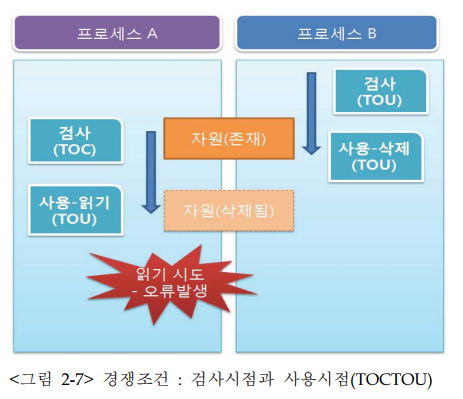 프로세스 A
프로세스 B
검사
(TOC)
사용-읽기
(TOU)
자원(존재)
자원(삭제됨)
읽기 시도
- 오류발생
검사
(TOU)
사용-삭제
(TOU)
<그림 2-7> 경쟁조건 : 검사시점과 사용시점(TOCTOU)